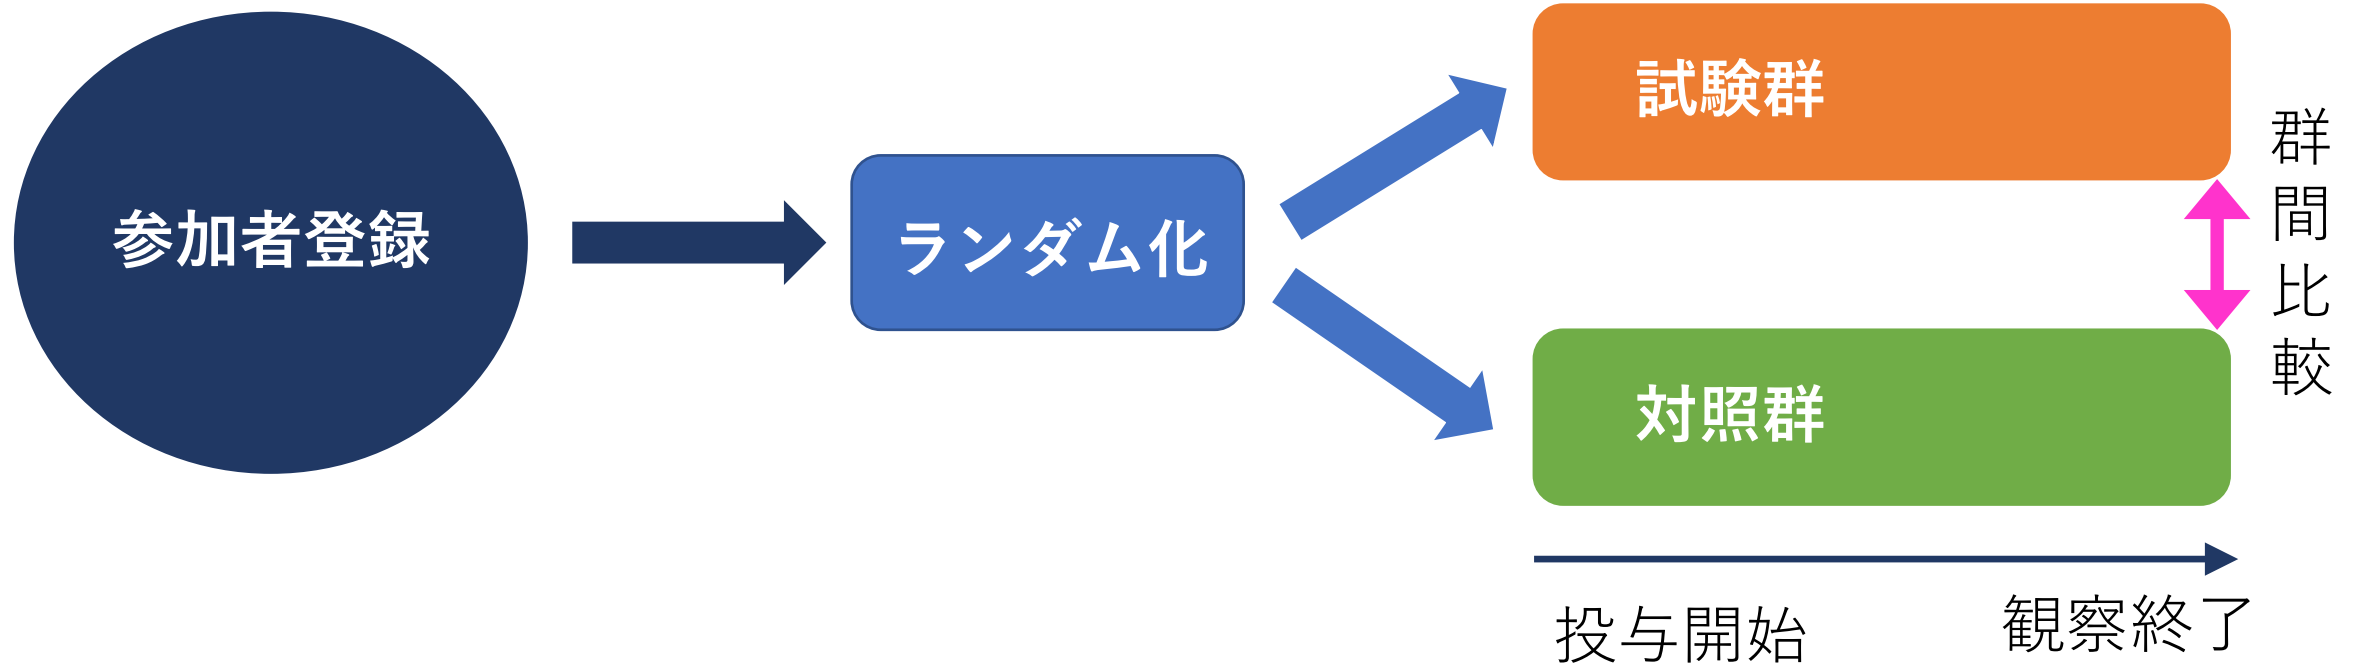 参加者登録
ランダム化
試験群
対照群
群間比較
投与開始
観察終了